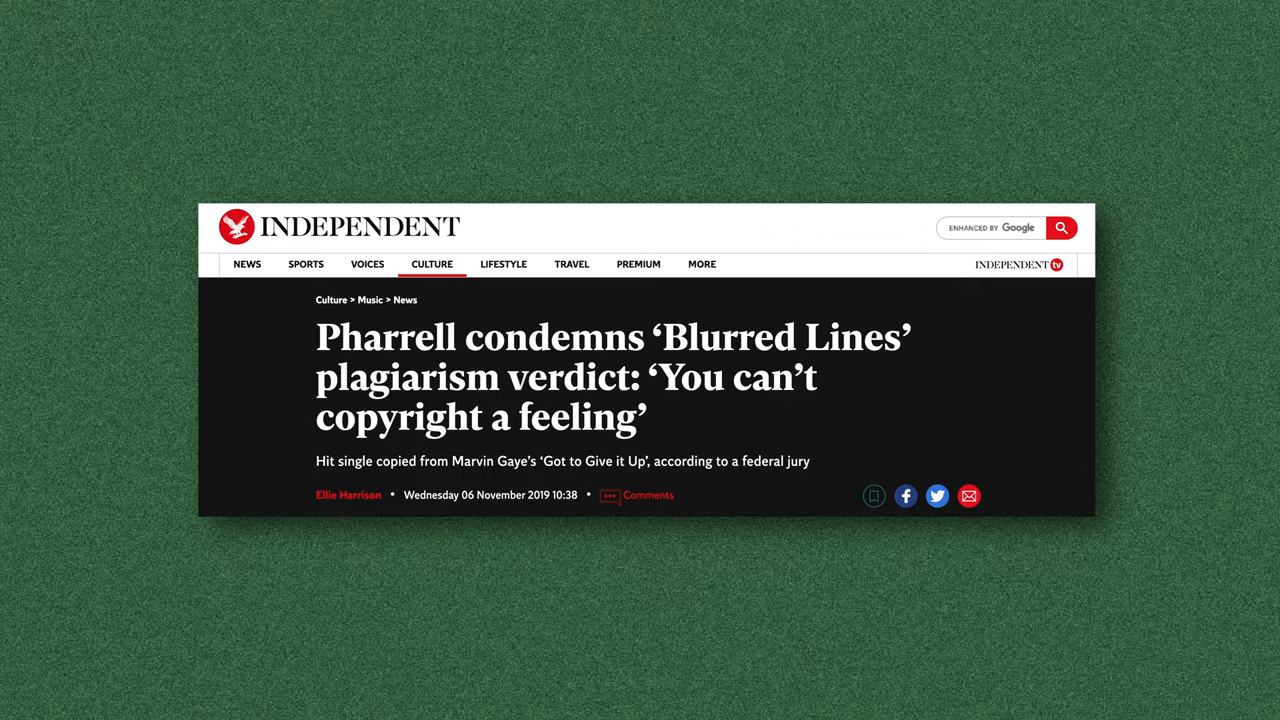 INDEPENDENT
ENHANCED BY Google
NEWS SPORTS VOICES CULTURE LIFESTYLE TRAVEL PREMIUM MORE INDEPENDENT tv
Culture > Music > News
Pharrell condemns ‘Blurred Lines’
plagiarism verdict: ‘You can’t
copyright a feeling’
Hit single copied from Marvin Gaye’s ‘Got to Give it Up’, according to a federal jury
Ellie Harrison • Wednesday 06 November 2019 10:38 • Comments